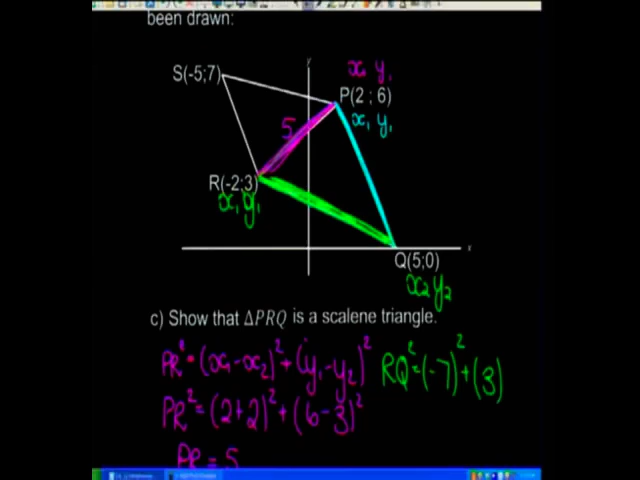 been drawn:
y
x₁ y₁
S(-5;7)
P(2 ; 6)
x₁ y₁
5
R(-2;3)
x₁ y₁
x
Q(5;0)
x₂ y₂
c) Show that ΔPRQ is a scalene triangle.
PR² = (x₁ - x₂)² + (y₁ - y₂)² RQ² = (-7)² + (3)
PR² = (2+2)² + (6-3)²
PR = 5